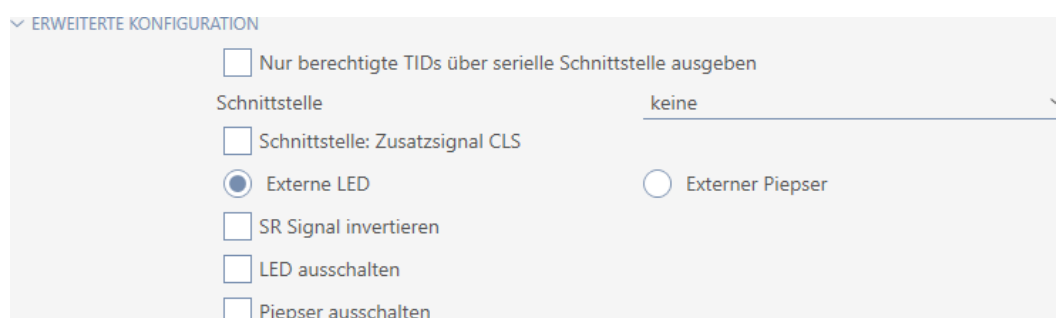 ERWEITERTE KONFIGURATION
Nur berechtigte TIDs über serielle Schnittstelle ausgeben
Schnittstelle keine
Schnittstelle: Zusatzsignal CLS
Externe LED Externer Piepser
SR Signal invertieren
LED ausschalten
Piepser ausschalten